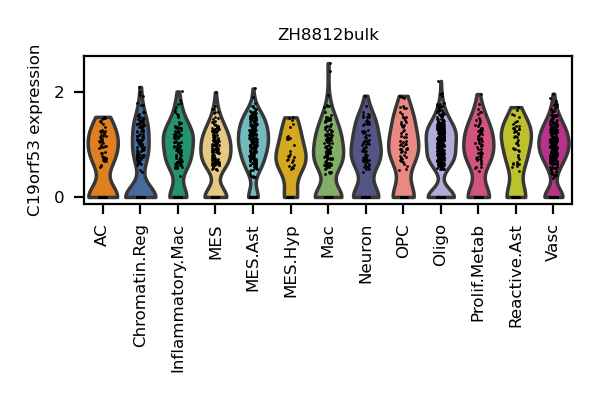 ZH8812bulk
C19orf53 expression
2
0
AC
Chromatin.Reg
Inflammatory.Mac
MES
MES.Ast
MES.Hyp
Mac
Neuron
OPC
Oligo
Prolif.Metab
Reactive.Ast
Vasc